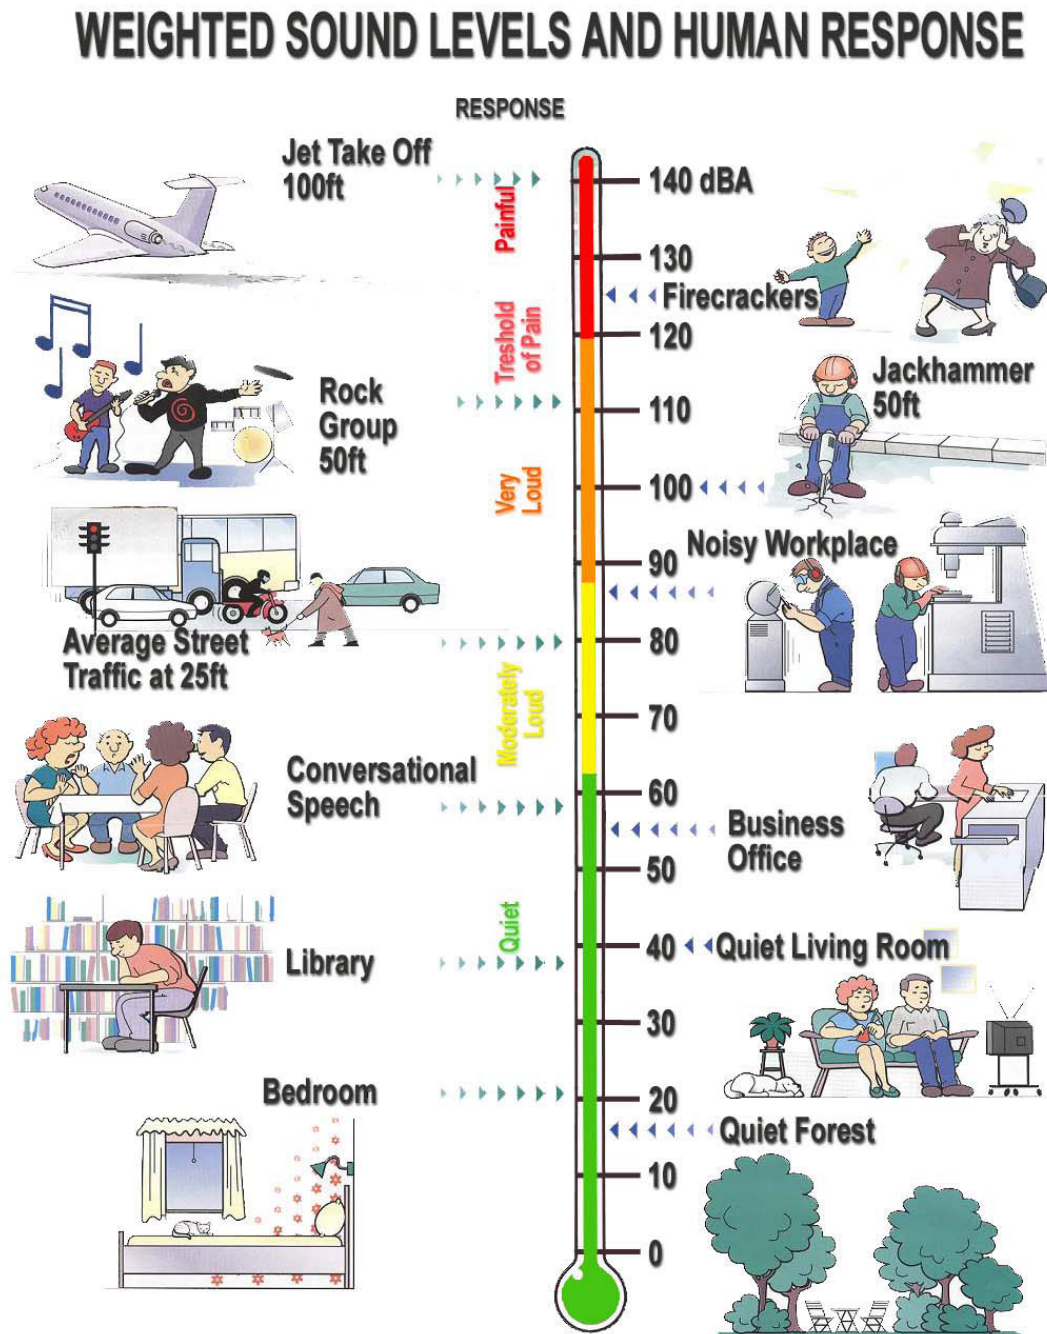 WEIGHTED SOUND LEVELS AND HUMAN RESPONSE
RESPONSE
Jet Take Off
100ft
Painful
140 dBA
130
Firecrackers
Treshold
of Pain
120
Rock
Group
50ft
Jackhammer
50ft
110
Very
Loud
100
Noisy Workplace
90
Average Street
Traffic at 25ft
80
Moderately
Loud
70
Conversational
Speech
60
Business
Office
50
Quiet
40
Quiet Living Room
Library
30
Bedroom
20
Quiet Forest
10
0